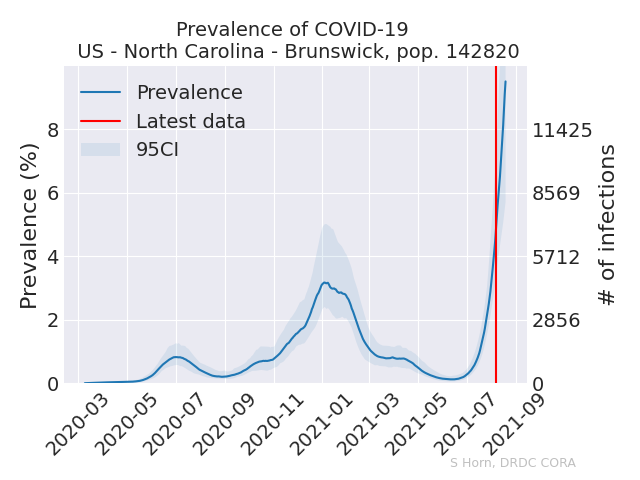 Prevalence of COVID-19
US - North Carolina - Brunswick, pop. 142820
Prevalence
Latest data
95CI
Prevalence (%)
8
6
4
2
0
11425
8569
5712
2856
0
# of infections
2020-03
2020-05
2020-07
2020-09
2020-11
2021-01
2021-03
2021-05
2021-07
2021-09
S Horn, DRDC CORA